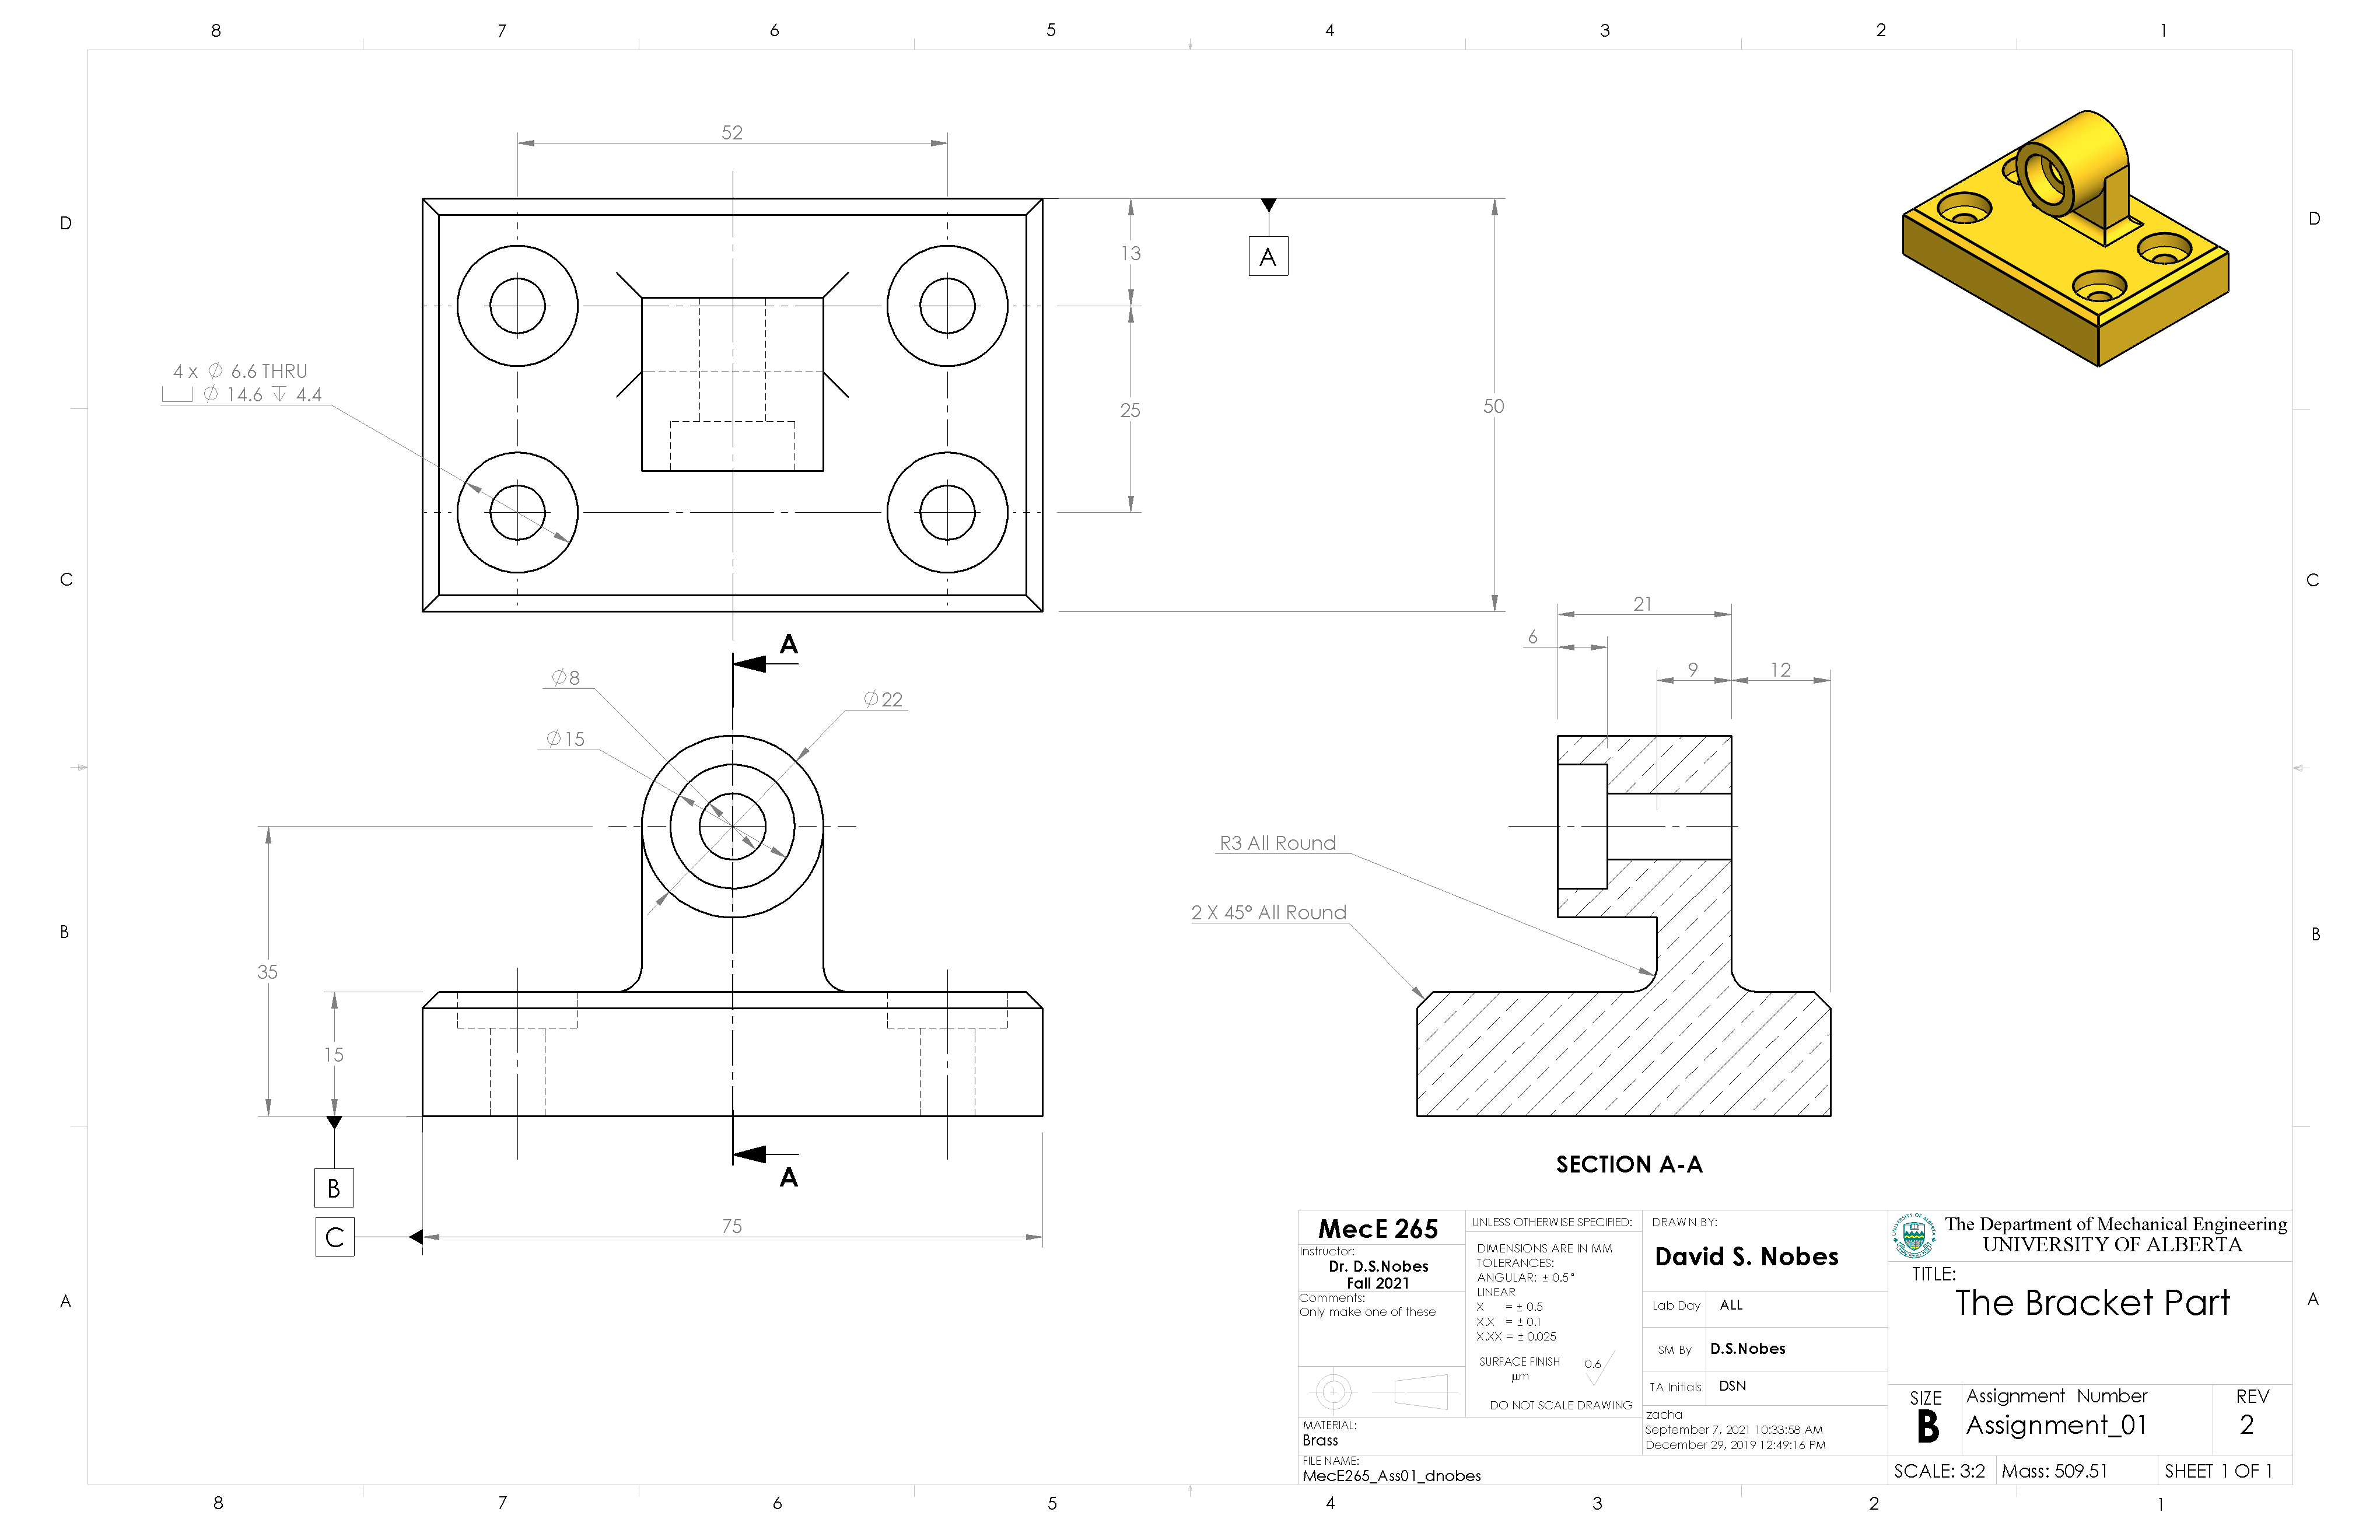 8 7 6 5 4 3 2 1
D
D
52
13
A
25
50
4 x ∅ 6.6 THRU
⌴ ∅ 14.6 ↧ 4.4
C
C
A
21
6
9
12
∅8
∅22
∅15
R3 All Round
2 X 45° All Round
B
B
35
15
SECTION A-A
A
B
C
75
A
A
MecE 265
Instructor:
Dr. D.S.Nobes
Fall 2021
Comments:
Only make one of these
UNLESS OTHERWISE SPECIFIED:
DIMENSIONS ARE IN MM
TOLERANCES:
ANGULAR: ± 0.5°
LINEAR
X = ± 0.5
X.X = ± 0.1
X.XX = ± 0.025
SURFACE FINISH 0.6
µm
DO NOT SCALE DRAWING
MATERIAL:
Brass
FILE NAME:
MecE265_Ass01_dnobes
DRAWN BY:
David S. Nobes
Lab Day ALL
SM By D.S.Nobes
TA Initials DSN
zacha
September 7, 2021 10:33:58 AM
December 29, 2019 12:49:16 PM
UNIVERSITY OF ALBERTA
The Department of Mechanical Engineering
UNIVERSITY OF ALBERTA
TITLE:
The Bracket Part
SIZE
B
Assignment Number
Assignment_01
REV
2
SCALE: 3:2 Mass: 509.51 SHEET 1 OF 1
8 7 6 5 4 3 2 1